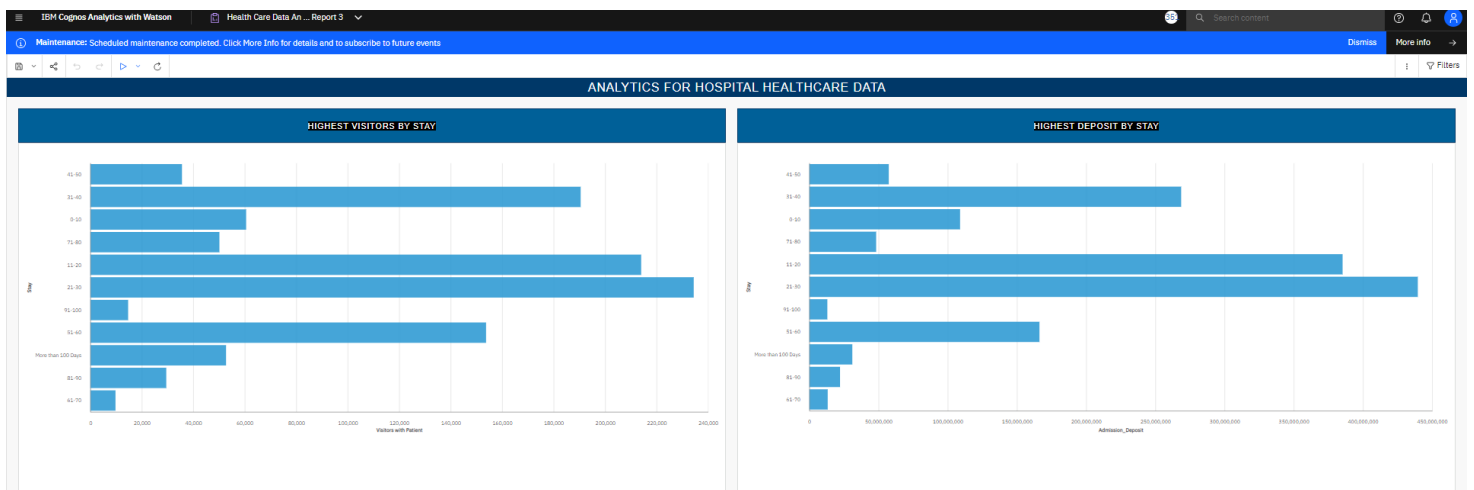 IBM Cognos Analytics with Watson
Health Care Data An ... Report 3
Search content
Maintenance: Scheduled maintenance completed. Click More Info for details and to subscribe to future events
Dismiss
More info
Filters
ANALYTICS FOR HOSPITAL HEALTHCARE DATA
HIGHEST VISITORS BY STAY
Stay
41-50
31-40
0-10
71-80
11-20
21-30
91-100
51-60
More than 100 Days
81-90
61-70
0 20,000 40,000 60,000 80,000 100,000 120,000 140,000 160,000 180,000 200,000 220,000 240,000
Visitors with Patient
HIGHEST DEPOSIT BY STAY
Stay
41-50
31-40
0-10
71-80
11-20
21-30
91-100
51-60
More than 100 Days
81-90
61-70
0 50,000,000 100,000,000 150,000,000 200,000,000 250,000,000 300,000,000 350,000,000 400,000,000 450,000,000
Admission_Deposit